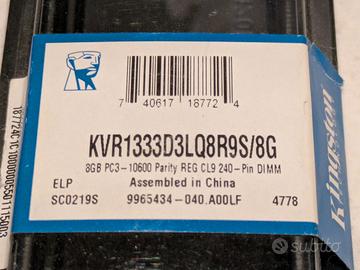 7 40617 18772 4
KVR1333D3LQ8R9S/8G
8GB PC3-10600 Parity REG CL9 240-Pin DIMM
ELP Assembled in China
SC0219S 9965434-040.A00LF 4778
Kingston
subito